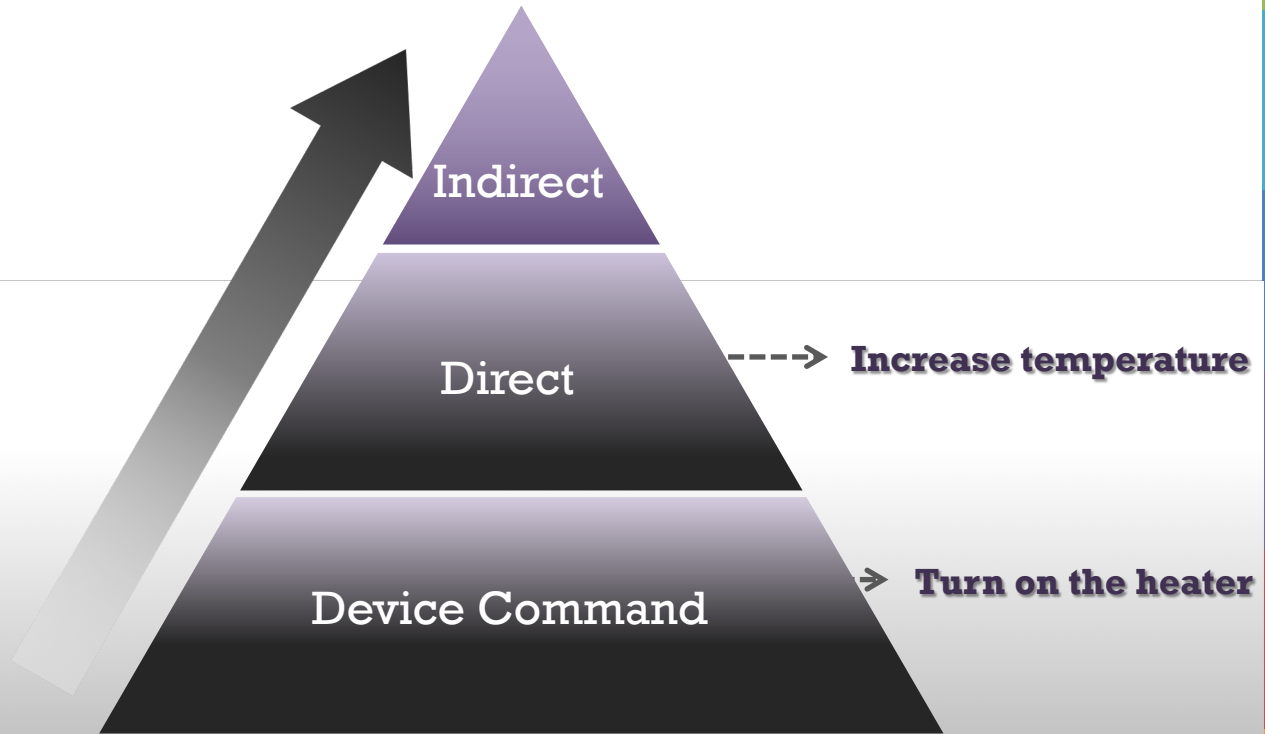 Indirect
Direct
Increase temperature
Device Command
Turn on the heater